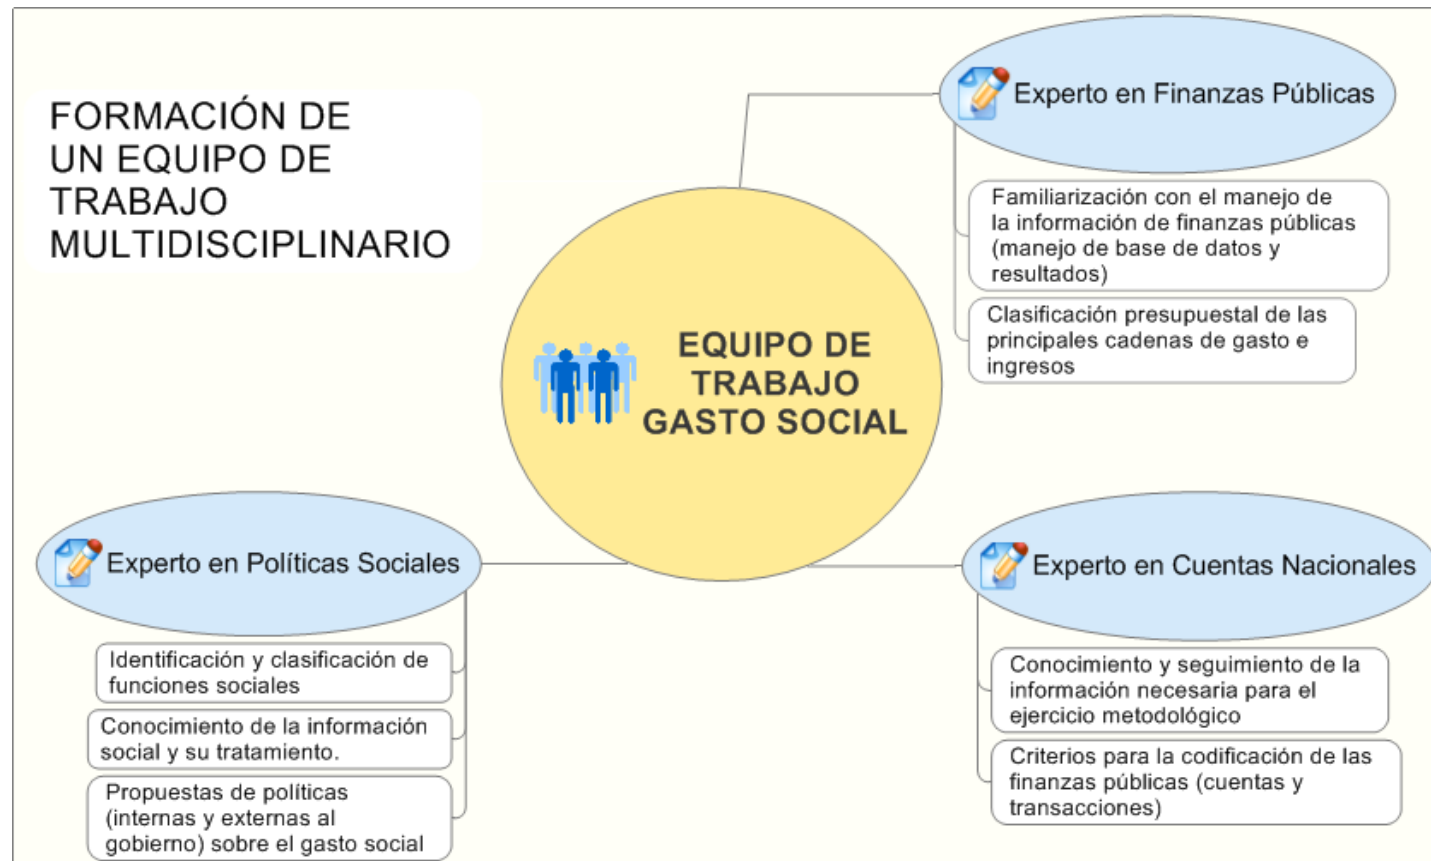 FORMACIÓN DE
UN EQUIPO DE
TRABAJO
MULTIDISCIPLINARIO
Experto en Finanzas Públicas
Familiarización con el manejo de
la información de finanzas públicas
(manejo de base de datos y
resultados)
Clasificación presupuestal de las
principales cadenas de gasto e
ingresos
EQUIPO DE
TRABAJO
GASTO SOCIAL
Experto en Políticas Sociales
Identificación y clasificación de
funciones sociales
Conocimiento de la información
social y su tratamiento.
Propuestas de políticas
(internas y externas al
gobierno) sobre el gasto social
Experto en Cuentas Nacionales
Conocimiento y seguimiento de la
información necesaria para el
ejercicio metodológico
Criterios para la codificación de las
finanzas públicas (cuentas y
transacciones)